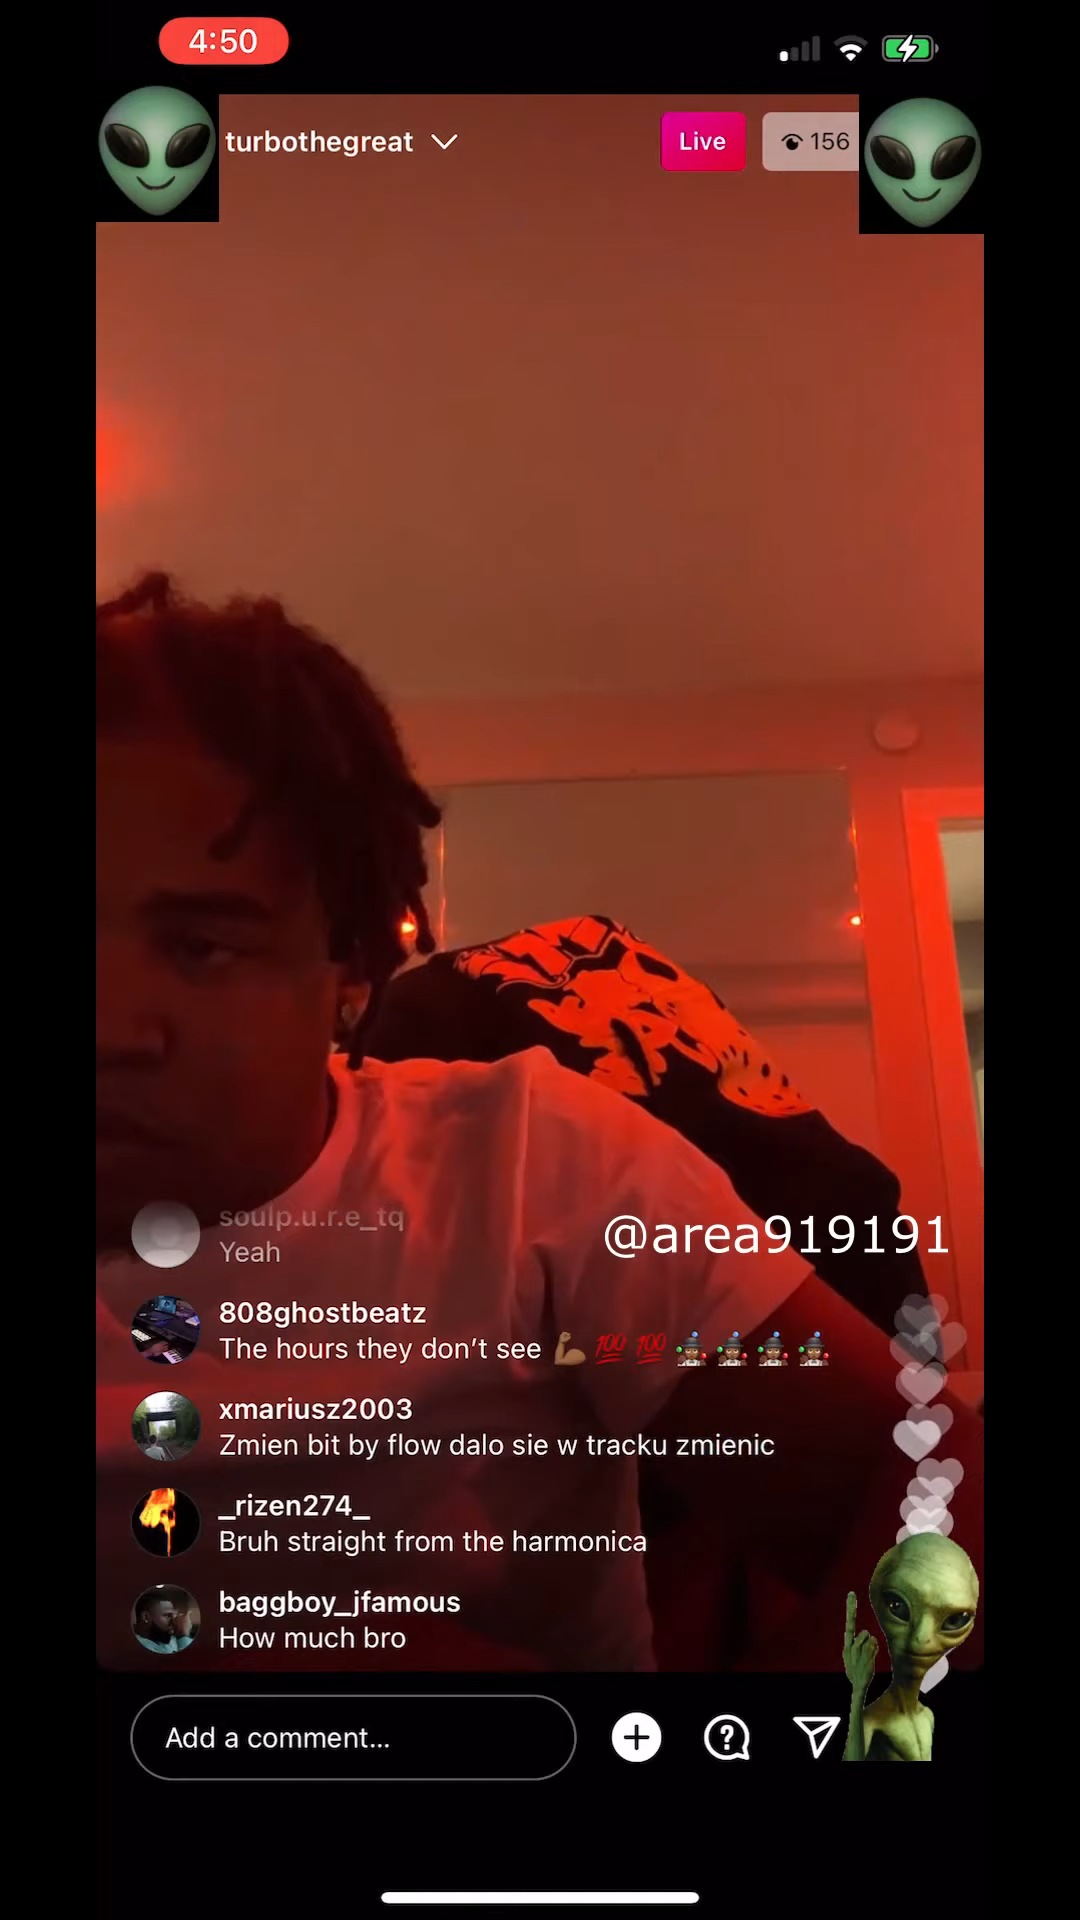 4:50
turbothegreat
Live
156
@area919191
soulp.u.r.e_tq
Yeah
808ghostbeatz
The hours they don’t see 💪🏽 💯 💯 🤹🏽 🤹🏽 🤹🏽 🤹🏽
xmariusz2003
Zmien bit by flow dalo sie w tracku zmienic
_rizen274_
Bruh straight from the harmonica
baggboy_jfamous
How much bro
Add a comment...